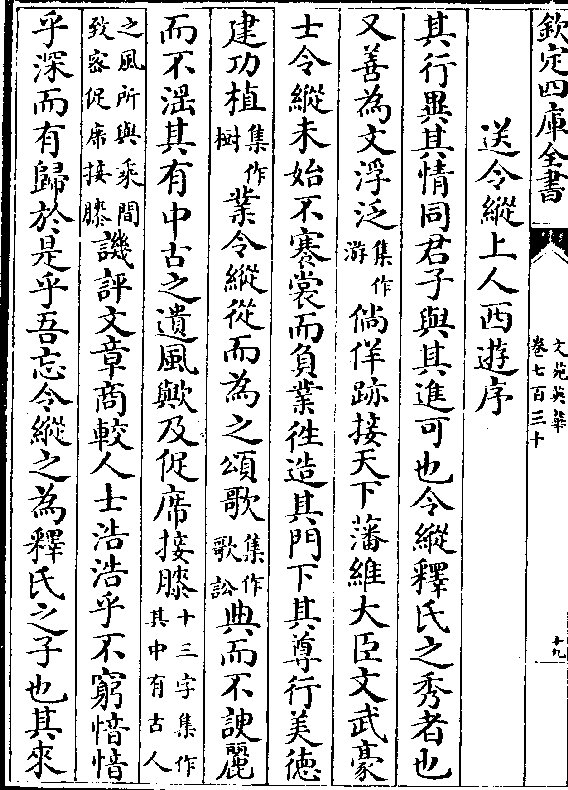 欽定四庫全書
文苑英華
卷七百三十
十九
送令縱上人西遊序
其行異其情同君子與其進可也令縱釋氏之秀者也
又善為文浮泛集作游倘佯跡接天下藩維大臣文武豪
士令縱未始不褰裳而負業徃造其門下其尊行美徳
建功植集作樹業令縱從而為之頌歌集作歌訟典而不諛麗
而不滛其有中古之遺風歟及促席接膝十三字集作其中有古人
之風所與乘間致容促席接膝譏評文章商較人士浩浩乎不窮愔愔
乎深而有歸於是乎吾忘令縱之為釋氏之子也其來